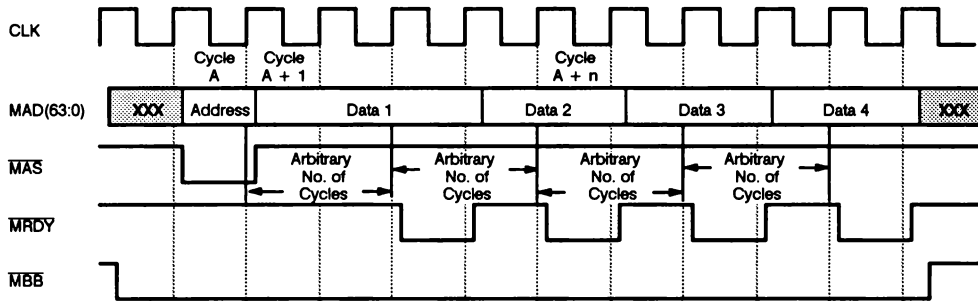 CLK
Cycle
A
Cycle
A + 1
Cycle
A + n
MAD(63:0)
XXX
Address
Data 1
Data 2
Data 3
Data 4
XXX
MAS
Arbitrary
No. of
Cycles
Arbitrary
No. of
Cycles
Arbitrary
No. of
Cycles
Arbitrary
No. of
Cycles
MRDY
MBB